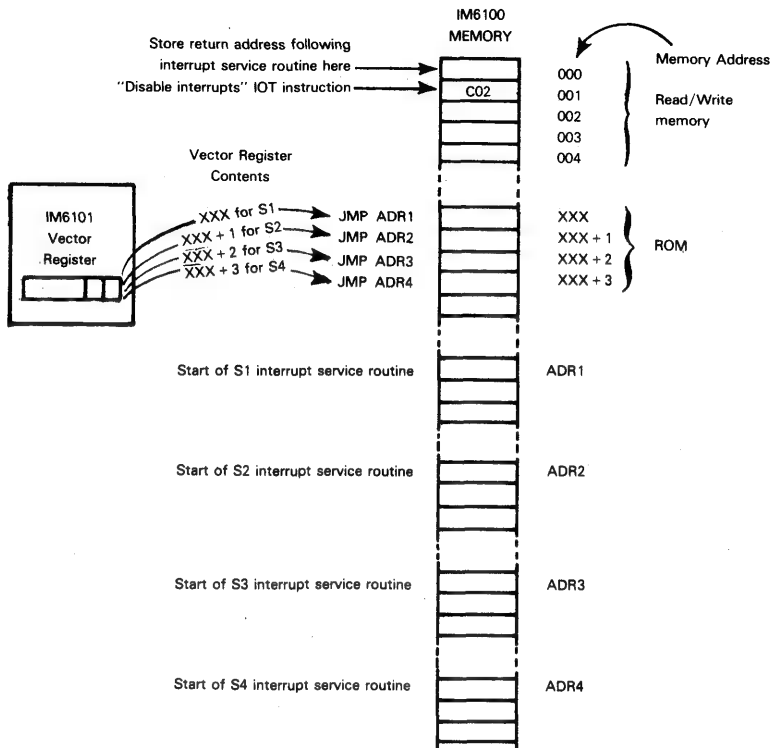 IM6100
MEMORY
Store return address following
interrupt service routine here
"Disable interrupts" IOT instruction
C02
Memory Address
000
001
002
003
004
Read/Write
memory
Vector Register
Contents
IM6101
Vector
Register
XXX for S1
XXX + 1 for S2
XXX + 2 for S3
XXX + 3 for S4
JMP ADR1
JMP ADR2
JMP ADR3
JMP ADR4
XXX
XXX + 1
XXX + 2
XXX + 3
ROM
Start of S1 interrupt service routine
ADR1
Start of S2 interrupt service routine
ADR2
Start of S3 interrupt service routine
ADR3
Start of S4 interrupt service routine
ADR4